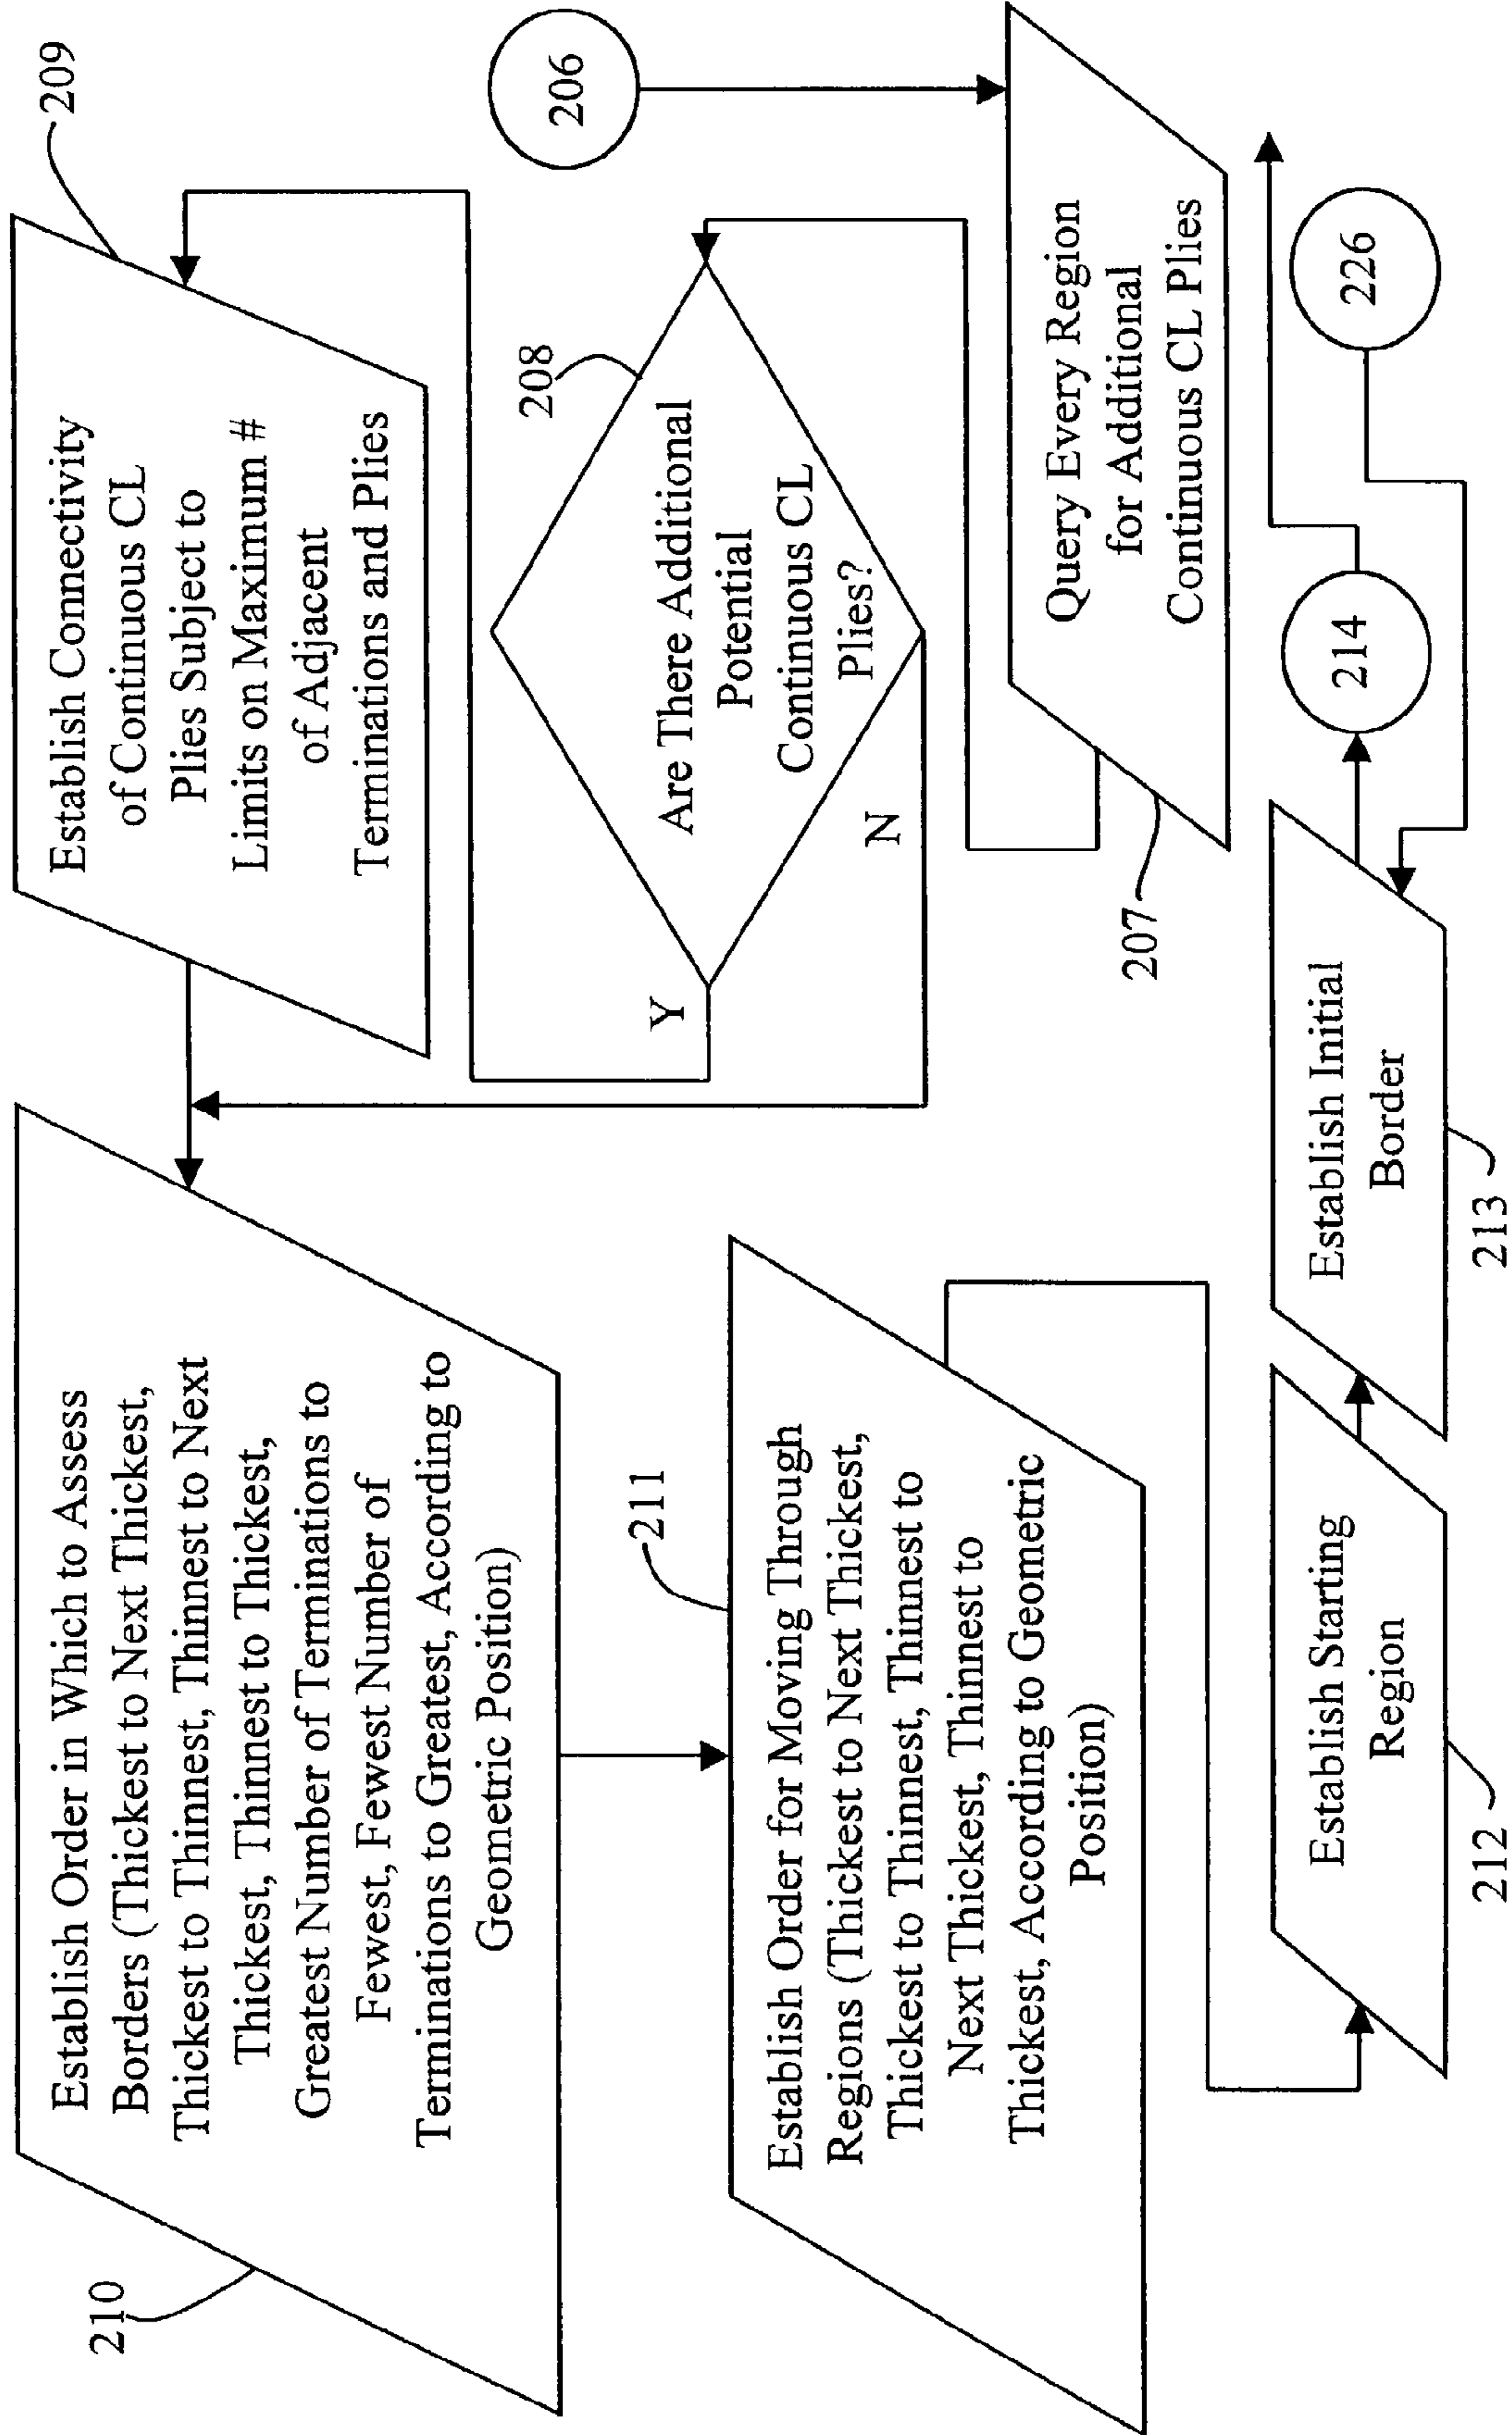 210
Establish Order in Which to Assess
Borders (Thickest to Next Thickest,
Thickest to Thinnest, Thinnest to Next
Thickest, Thinnest to Thickest,
Greatest Number of Terminations to
Fewest, Fewest Number of
Terminations to Greatest, According to
Geometric Position)
209
Establish Connectivity
of Continuous CL
Plies Subject to
Limits on Maximum #
of Adjacent
Terminations and Plies
211
Establish Order for Moving Through
Regions (Thickest to Next Thickest,
Thickest to Thinnest, Thinnest to
Next Thickest, Thinnest to
Thickest, According to Geometric
Position)
208
Are There Additional
Potential
Continuous CL
Plies?
Y
N
206
207
Query Every Region
for Additional
Continuous CL Plies
212
Establish Starting
Region
213
Establish Initial
Border
214
226